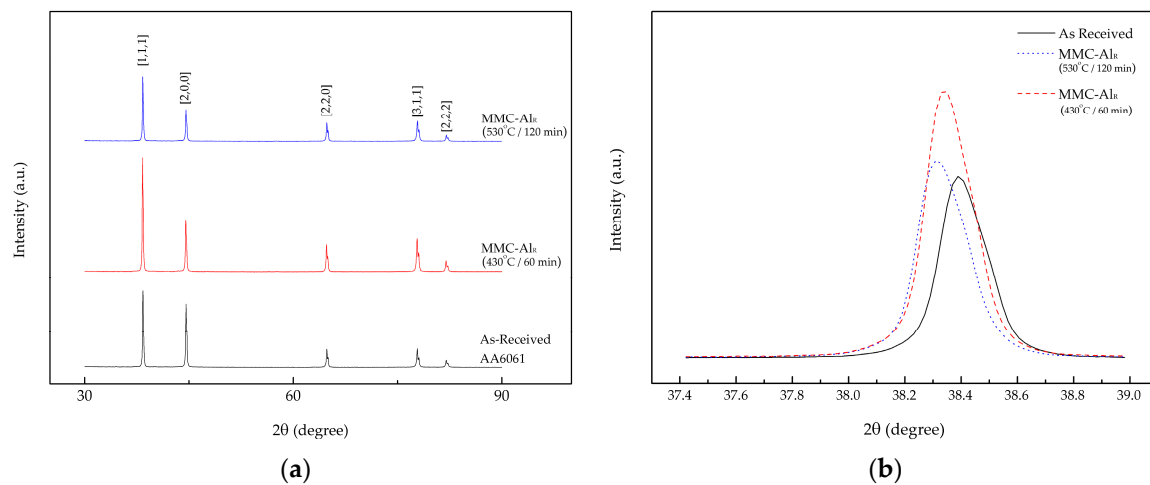 [1,1,1]
[2,0,0]
[2,2,0]
[3,1,1]
[2,2,2]
MMC-AlR
(530°C / 120 min)
MMC-AlR
(430°C / 60 min)
As-Received
AA6061
Intensity (a.u.)
30
60
90
2θ (degree)
(a)
As Received
MMC-AlR
(530°C / 120 min)
MMC-AlR
(430°C / 60 min)
Intensity (a.u.)
37.4 37.6 37.8 38.0 38.2 38.4 38.6 38.8 39.0
2θ (degree)
(b)